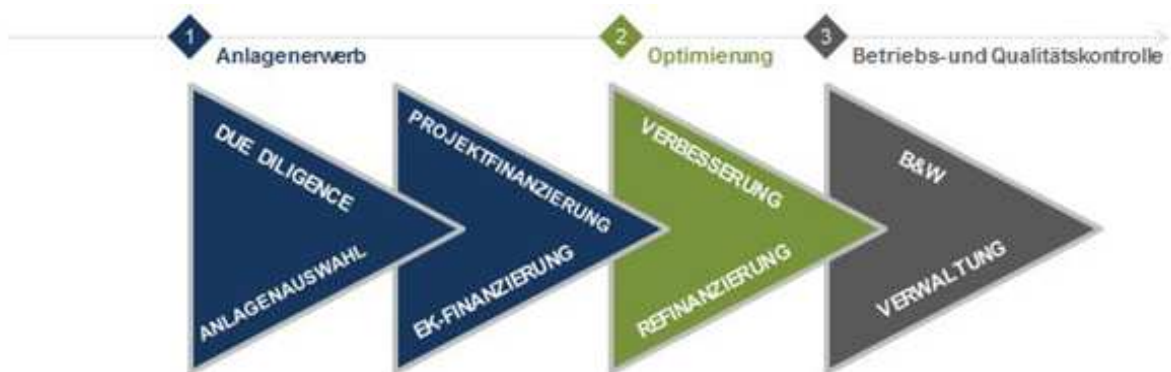 1
Anlagenerwerb
2
Optimierung
3
Betriebs-und Qualitätskontrolle
DUE DILIGENCE
ANLAGENAUSWAHL
PROJEKTFINANZIERUNG
EK-FINANZIERUNG
VERBESSERUNG
REFINANZIERUNG
B&W
VERWALTUNG